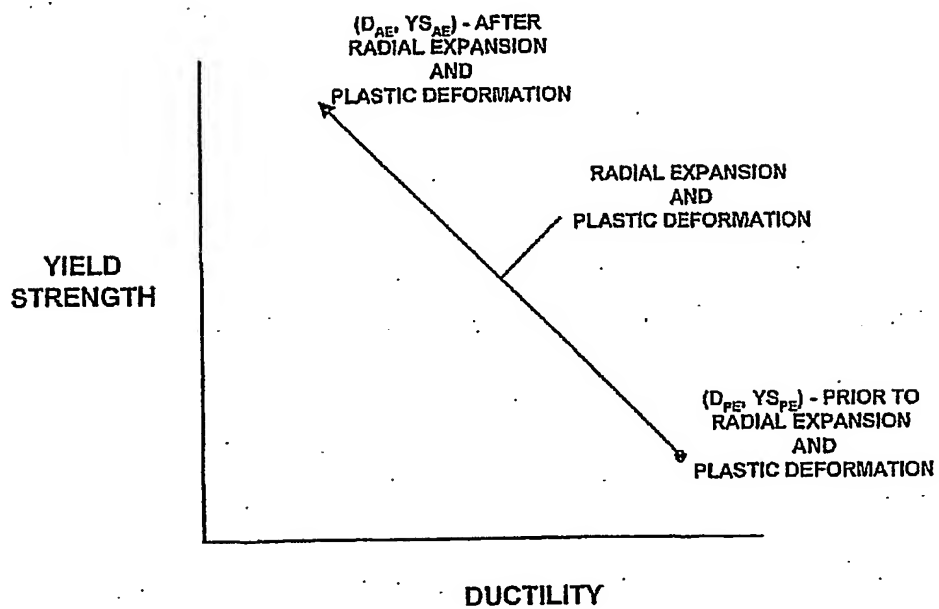 (D_AE, YS_AE) - AFTER
RADIAL EXPANSION
AND
PLASTIC DEFORMATION
RADIAL EXPANSION
AND
PLASTIC DEFORMATION
YIELD
STRENGTH
(D_PE, YS_PE) - PRIOR TO
RADIAL EXPANSION
AND
PLASTIC DEFORMATION
DUCTILITY